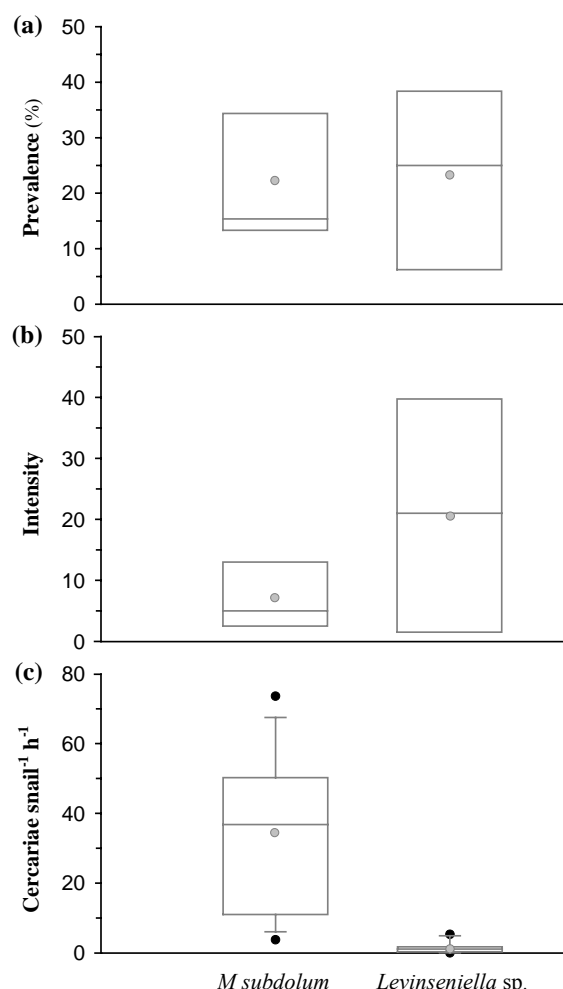 (a)
Prevalence (%)
50
40
30
20
10
0
(b)
Intensity
50
40
30
20
10
0
(c)
Cercariae snail⁻¹ h⁻¹
80
60
40
20
0
M subdolum Levinseniella sp.